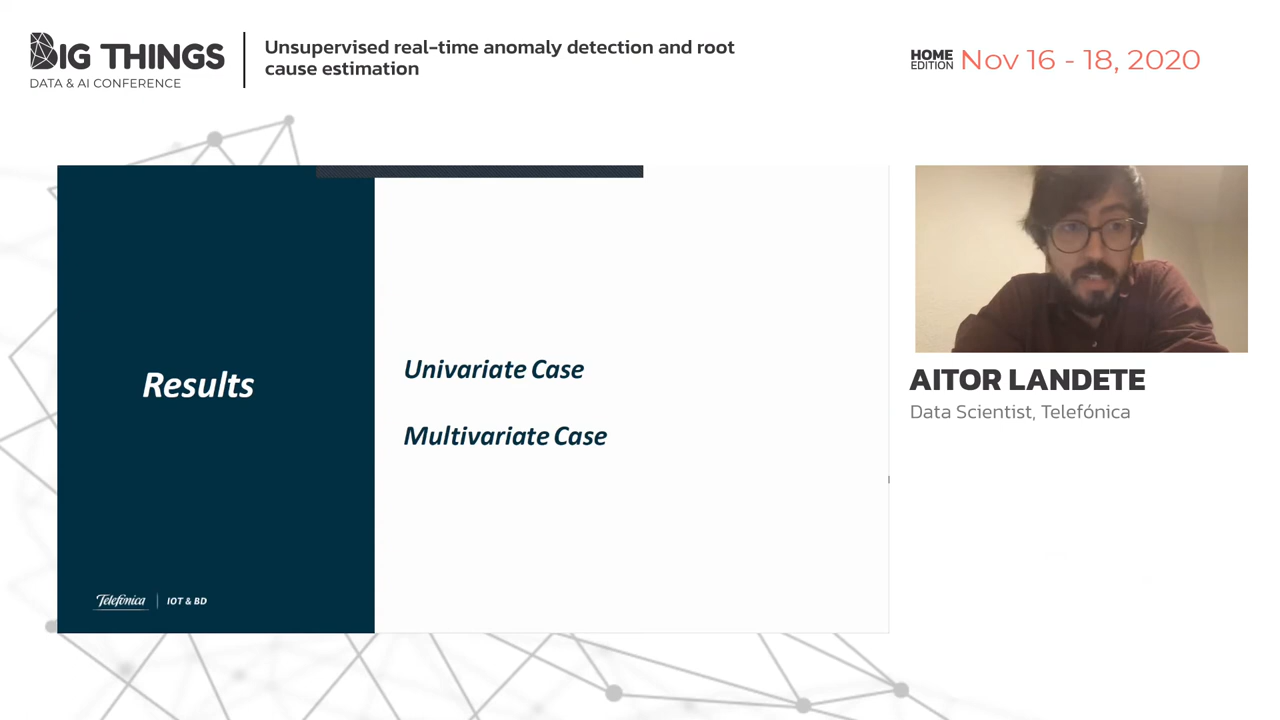 BIG THINGS
DATA & AI CONFERENCE
Unsupervised real-time anomaly detection and root
cause estimation
HOME
EDITION
Nov 16 - 18, 2020
Results
Univariate Case
Multivariate Case
Telefónica
IOT & BD
AITOR LANDETE
Data Scientist, Telefónica